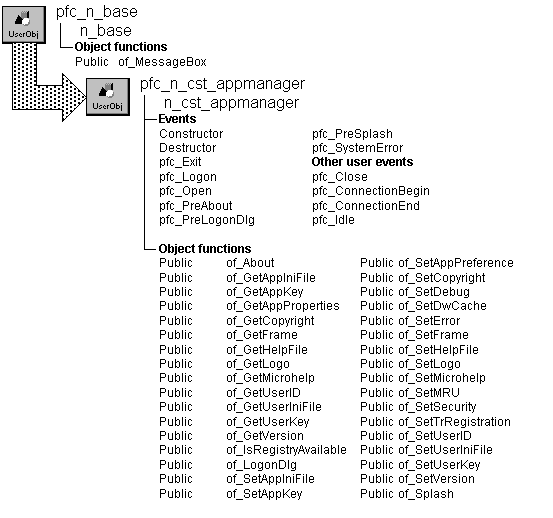 pfc_n_base
UserObj
n_base
Object functions
Public of_MessageBox
pfc_n_cst_appmanager
UserObj
n_cst_appmanager
Events
Constructor pfc_PreSplash
Destructor pfc_SystemError
pfc_Exit Other user events
pfc_Logon pfc_Close
pfc_Open pfc_ConnectionBegin
pfc_PreAbout pfc_ConnectionEnd
pfc_PreLogonDlg pfc_Idle
Object functions
Public of_About Public of_SetAppPreference
Public of_GetAppIniFile Public of_SetCopyright
Public of_GetAppKey Public of_SetDebug
Public of_GetAppProperties Public of_SetDwCache
Public of_GetCopyright Public of_SetError
Public of_GetFrame Public of_SetFrame
Public of_GetHelpFile Public of_SetHelpFile
Public of_GetLogo Public of_SetLogo
Public of_GetMicrohelp Public of_SetMicrohelp
Public of_GetUserID Public of_SetMRU
Public of_GetUserIniFile Public of_SetSecurity
Public of_GetUserKey Public of_SetTrRegistration
Public of_GetVersion Public of_SetUserID
Public of_IsRegistryAvailable Public of_SetUserIniFile
Public of_LogonDlg Public of_SetUserKey
Public of_SetAppIniFile Public of_SetVersion
Public of_SetAppKey Public of_Splash